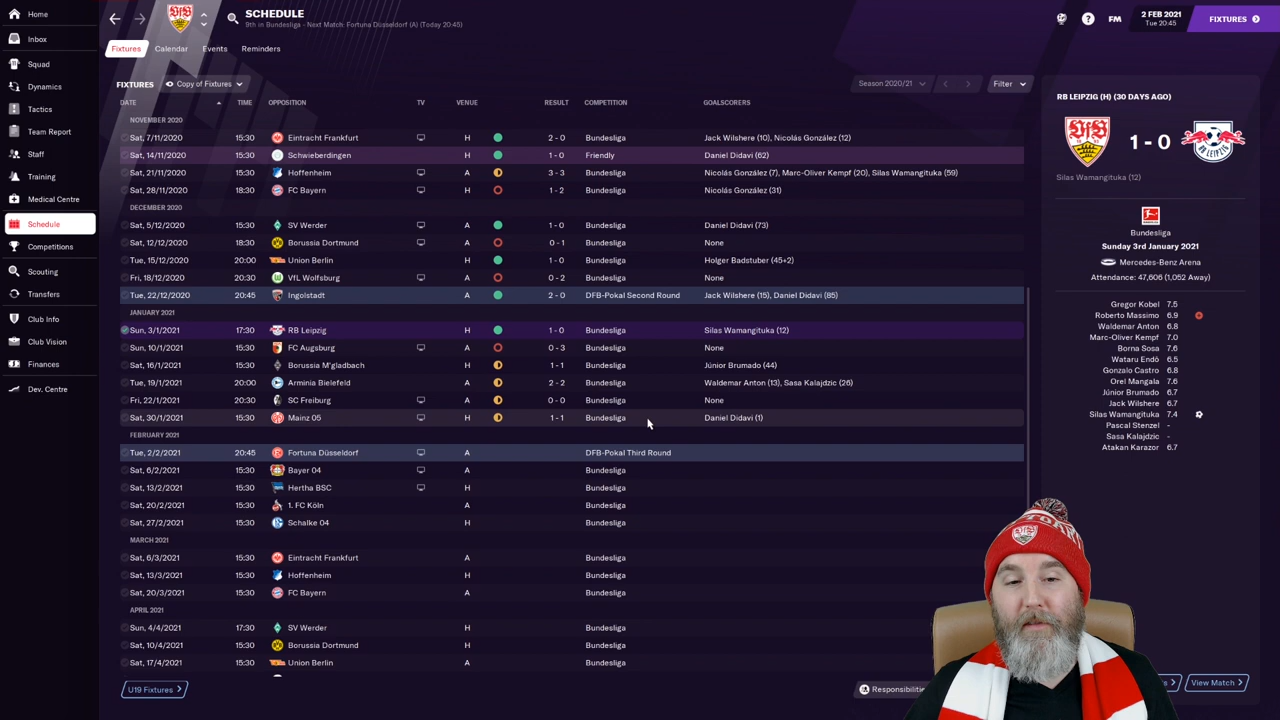 Home
Inbox
Squad
Dynamics
Tactics
Team Report
Staff
Training
Medical Centre
Schedule
Competitions
Scouting
Transfers
Club Info
Club Vision
Finances
Dev. Centre
SCHEDULE
9th in Bundesliga - Next Match: Fortuna Düsseldorf (A) (Today 20:45)
FM
2 FEB 2021
Tue 20:45
FIXTURES
Fixtures Calendar Events Reminders
FIXTURES Copy of Fixtures Season 2020/21 Filter
DATE TIME OPPOSITION TV VENUE RESULT COMPETITION GOALSCORERS
NOVEMBER 2020
Sat, 7/11/2020 15:30 Eintracht Frankfurt H 2 - 0 Bundesliga Jack Wilshere (10), Nicolás González (12)
Sat, 14/11/2020 15:30 Schwieberdingen H 1 - 0 Friendly Daniel Didavi (62)
Sat, 21/11/2020 15:30 Hoffenheim A 3 - 3 Bundesliga Nicolás González (7), Marc-Oliver Kempf (20), Silas Wamangituka (59)
Sat, 28/11/2020 18:30 FC Bayern H 1 - 2 Bundesliga Nicolás González (31)
DECEMBER 2020
Sat, 5/12/2020 15:30 SV Werder A 1 - 0 Bundesliga Daniel Didavi (73)
Sat, 12/12/2020 18:30 Borussia Dortmund A 0 - 1 Bundesliga None
Tue, 15/12/2020 20:00 Union Berlin H 1 - 0 Bundesliga Holger Badstuber (45+2)
Fri, 18/12/2020 20:30 VfL Wolfsburg A 0 - 2 Bundesliga None
Tue, 22/12/2020 20:45 Ingolstadt A 2 - 0 DFB-Pokal Second Round Jack Wilshere (15), Daniel Didavi (85)
JANUARY 2021
Sun, 3/1/2021 17:30 RB Leipzig H 1 - 0 Bundesliga Silas Wamangituka (12)
Sun, 10/1/2021 15:30 FC Augsburg A 0 - 3 Bundesliga None
Sat, 16/1/2021 15:30 Borussia M'gladbach H 1 - 1 Bundesliga Júnior Brumado (44)
Tue, 19/1/2021 20:00 Arminia Bielefeld A 2 - 2 Bundesliga Waldemar Anton (13), Sasa Kalajdzic (26)
Fri, 22/1/2021 20:30 SC Freiburg A 0 - 0 Bundesliga None
Sat, 30/1/2021 15:30 Mainz 05 H 1 - 1 Bundesliga Daniel Didavi (1)
FEBRUARY 2021
Tue, 2/2/2021 20:45 Fortuna Düsseldorf A DFB-Pokal Third Round
Sat, 6/2/2021 15:30 Bayer 04 A Bundesliga
Sat, 13/2/2021 15:30 Hertha BSC H Bundesliga
Sat, 20/2/2021 15:30 1. FC Köln A Bundesliga
Sat, 27/2/2021 15:30 Schalke 04 H Bundesliga
MARCH 2021
Sat, 6/3/2021 15:30 Eintracht Frankfurt A Bundesliga
Sat, 13/3/2021 15:30 Hoffenheim H Bundesliga
Sat, 20/3/2021 15:30 FC Bayern A Bundesliga
APRIL 2021
Sun, 4/4/2021 17:30 SV Werder H Bundesliga
Sat, 10/4/2021 15:30 Borussia Dortmund H Bundesliga
Sat, 17/4/2021 15:30 Union Berlin A Bundesliga
U19 Fixtures
Responsibilitie
View Match
RB LEIPZIG (H) (30 DAYS AGO)
1 - 0
Silas Wamangituka (12)
Bundesliga
Sunday 3rd January 2021
Mercedes-Benz Arena
Attendance: 47,606 (1,052 Away)
Gregor Kobel 7.5
Roberto Massimo 6.9
Waldemar Anton 6.8
Marc-Oliver Kempf 7.0
Borna Sosa 7.6
Wataru Endō 6.5
Gonzalo Castro 6.8
Orel Mangala 7.6
Júnior Brumado 6.7
Jack Wilshere 6.7
Silas Wamangituka 7.4
Pascal Stenzel -
Sasa Kalajdzic -
Atakan Karazor 6.7